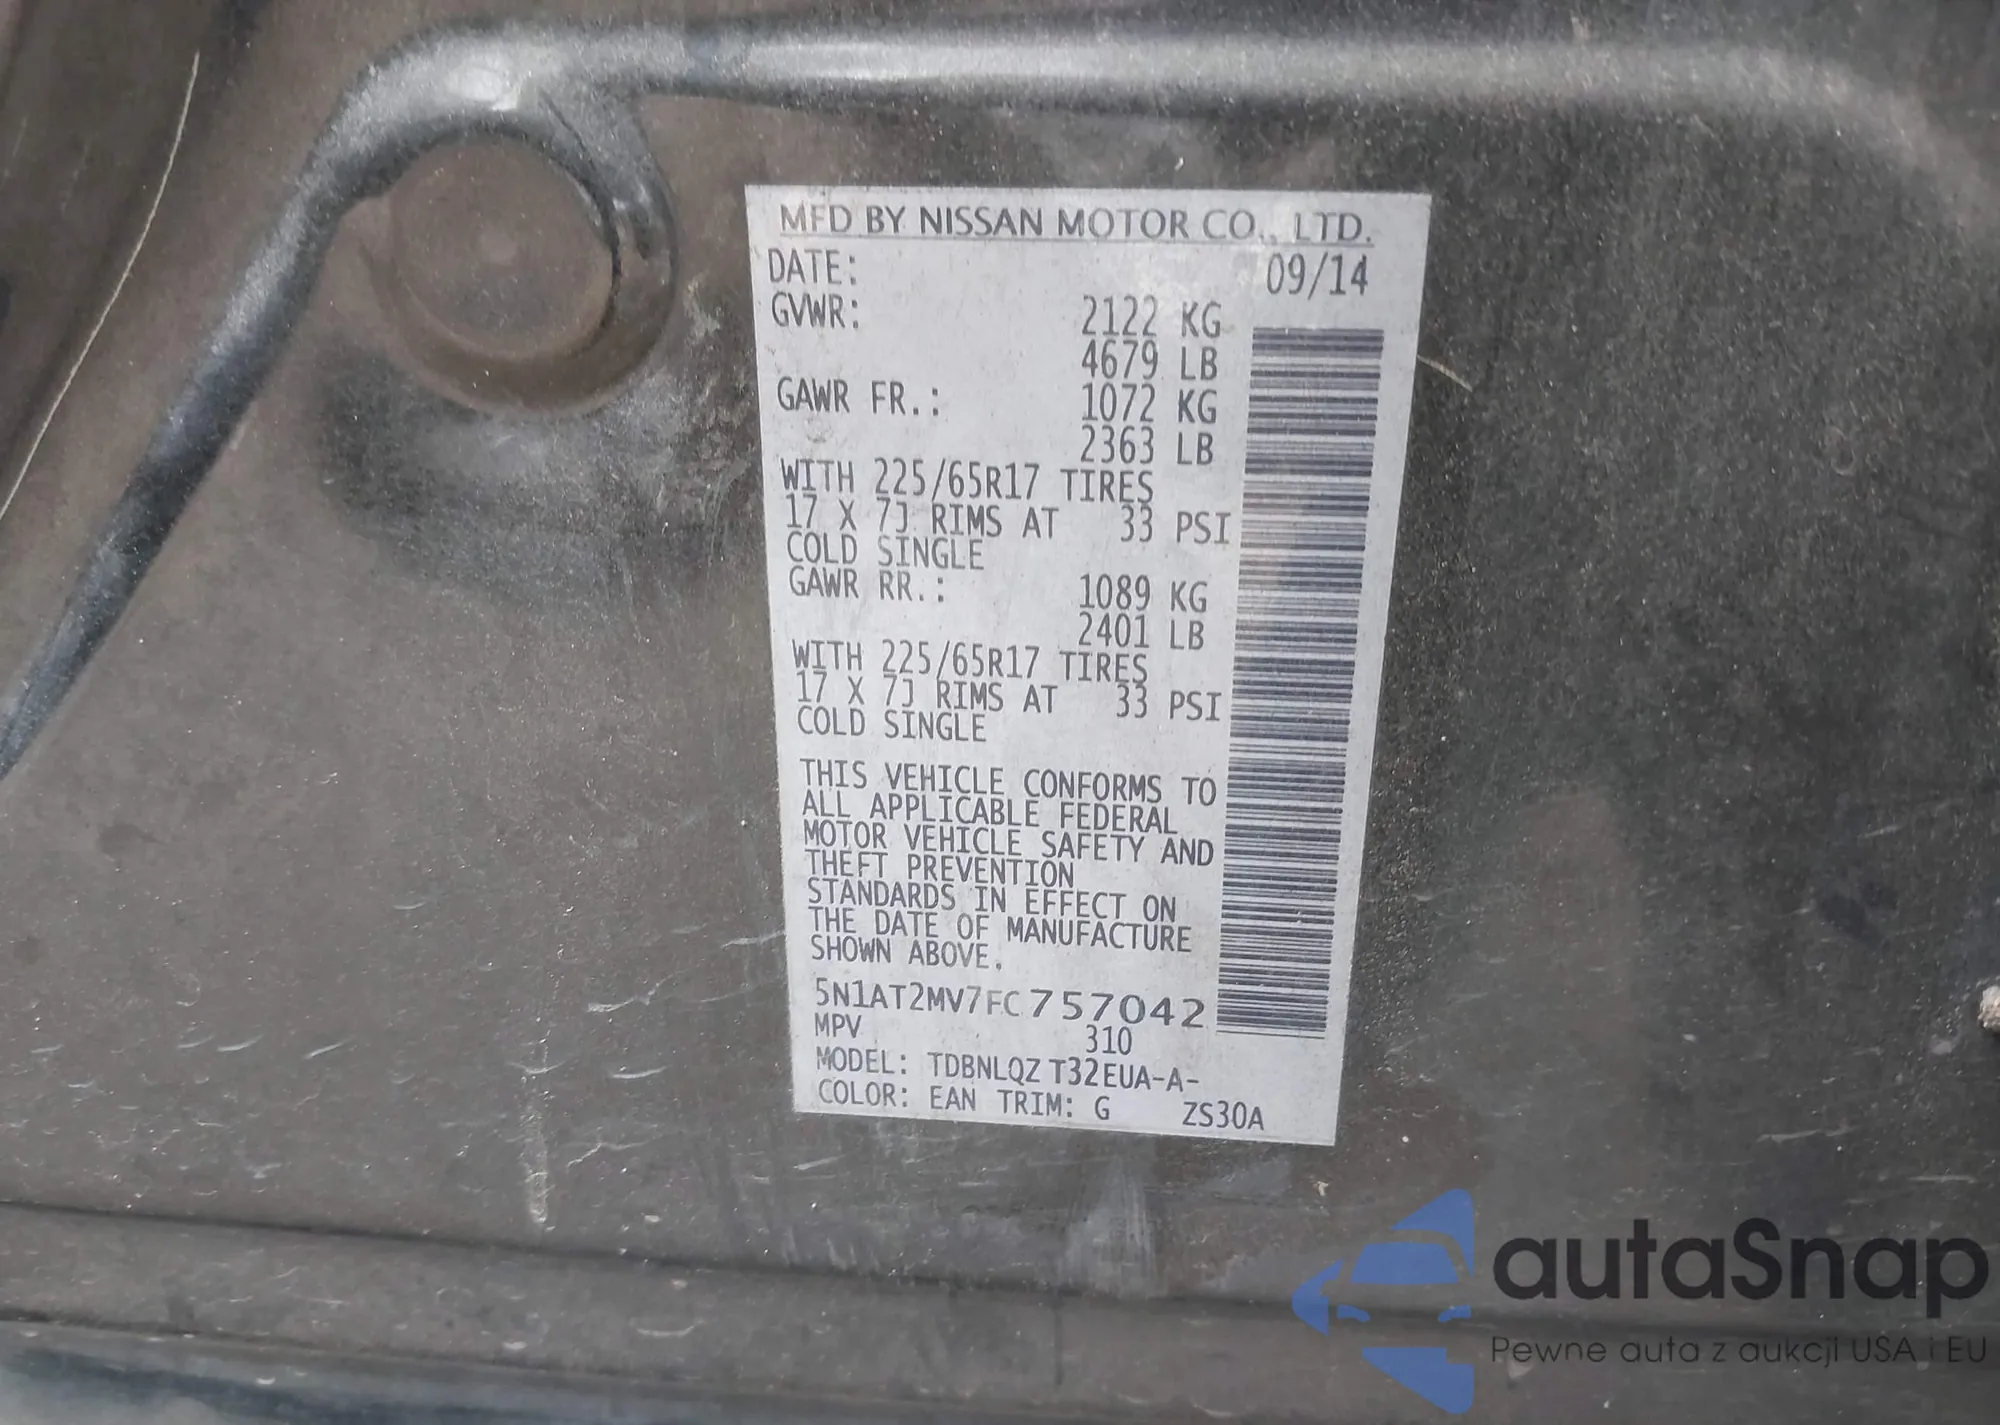 MFD BY NISSAN MOTOR CO., LTD.
DATE: 09/14
GVWR: 2122 KG
4679 LB
GAWR FR.: 1072 KG
2363 LB
WITH 225/65R17 TIRES
17 X 7J RIMS AT 33 PSI
COLD SINGLE
GAWR RR.: 1089 KG
2401 LB
WITH 225/65R17 TIRES
17 X 7J RIMS AT 33 PSI
COLD SINGLE
THIS VEHICLE CONFORMS TO
ALL APPLICABLE FEDERAL
MOTOR VEHICLE SAFETY AND
THEFT PREVENTION
STANDARDS IN EFFECT ON
THE DATE OF MANUFACTURE
SHOWN ABOVE.
5N1AT2MV7FC757042
MPV 310
MODEL: TDBNLQZ T32EUA-A-
COLOR: EAN TRIM: G ZS30A
autaSnap
Pewne auta z aukcji USA i EU